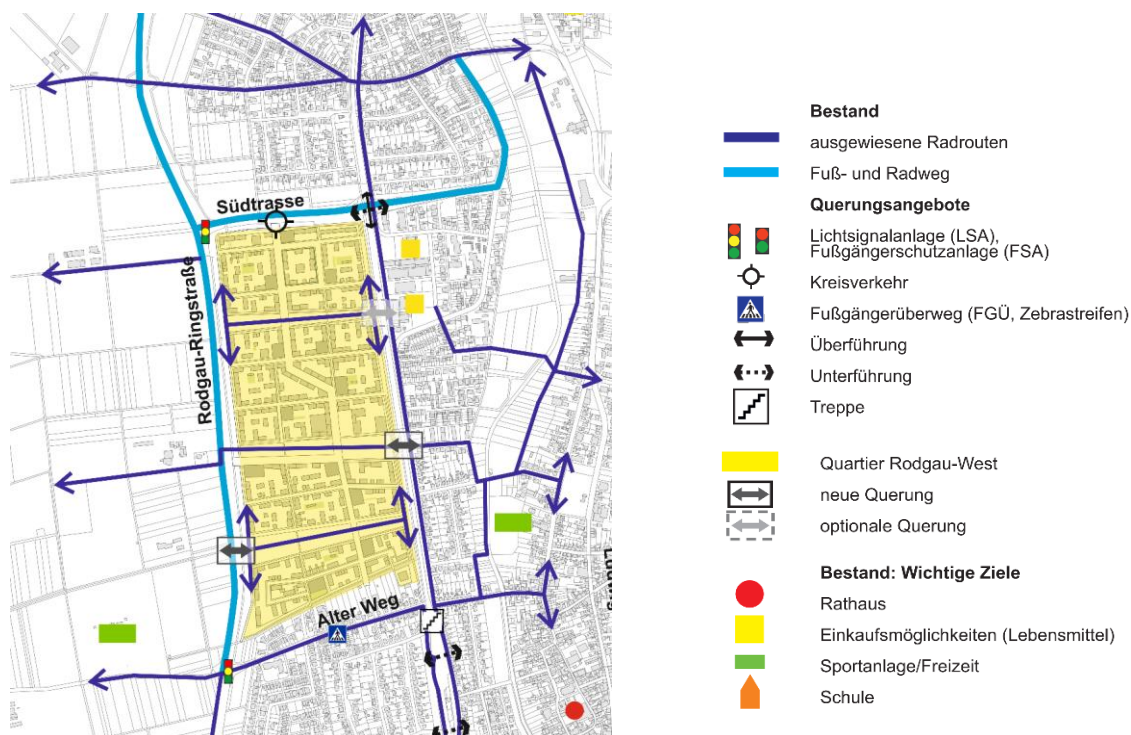 Südtrasse
Rodgau-Ringstraße
Alter Weg
Bestand
ausgewiesene Radrouten
Fuß- und Radweg
Querungsangebote
Lichtsignalanlage (LSA),
Fußgängerschutzanlage (FSA)
Kreisverkehr
Fußgängerüberweg (FGÜ, Zebrastreifen)
Überführung
Unterführung
Treppe
Quartier Rodgau-West
neue Querung
optionale Querung
Bestand: Wichtige Ziele
Rathaus
Einkaufsmöglichkeiten (Lebensmittel)
Sportanlage/Freizeit
Schule